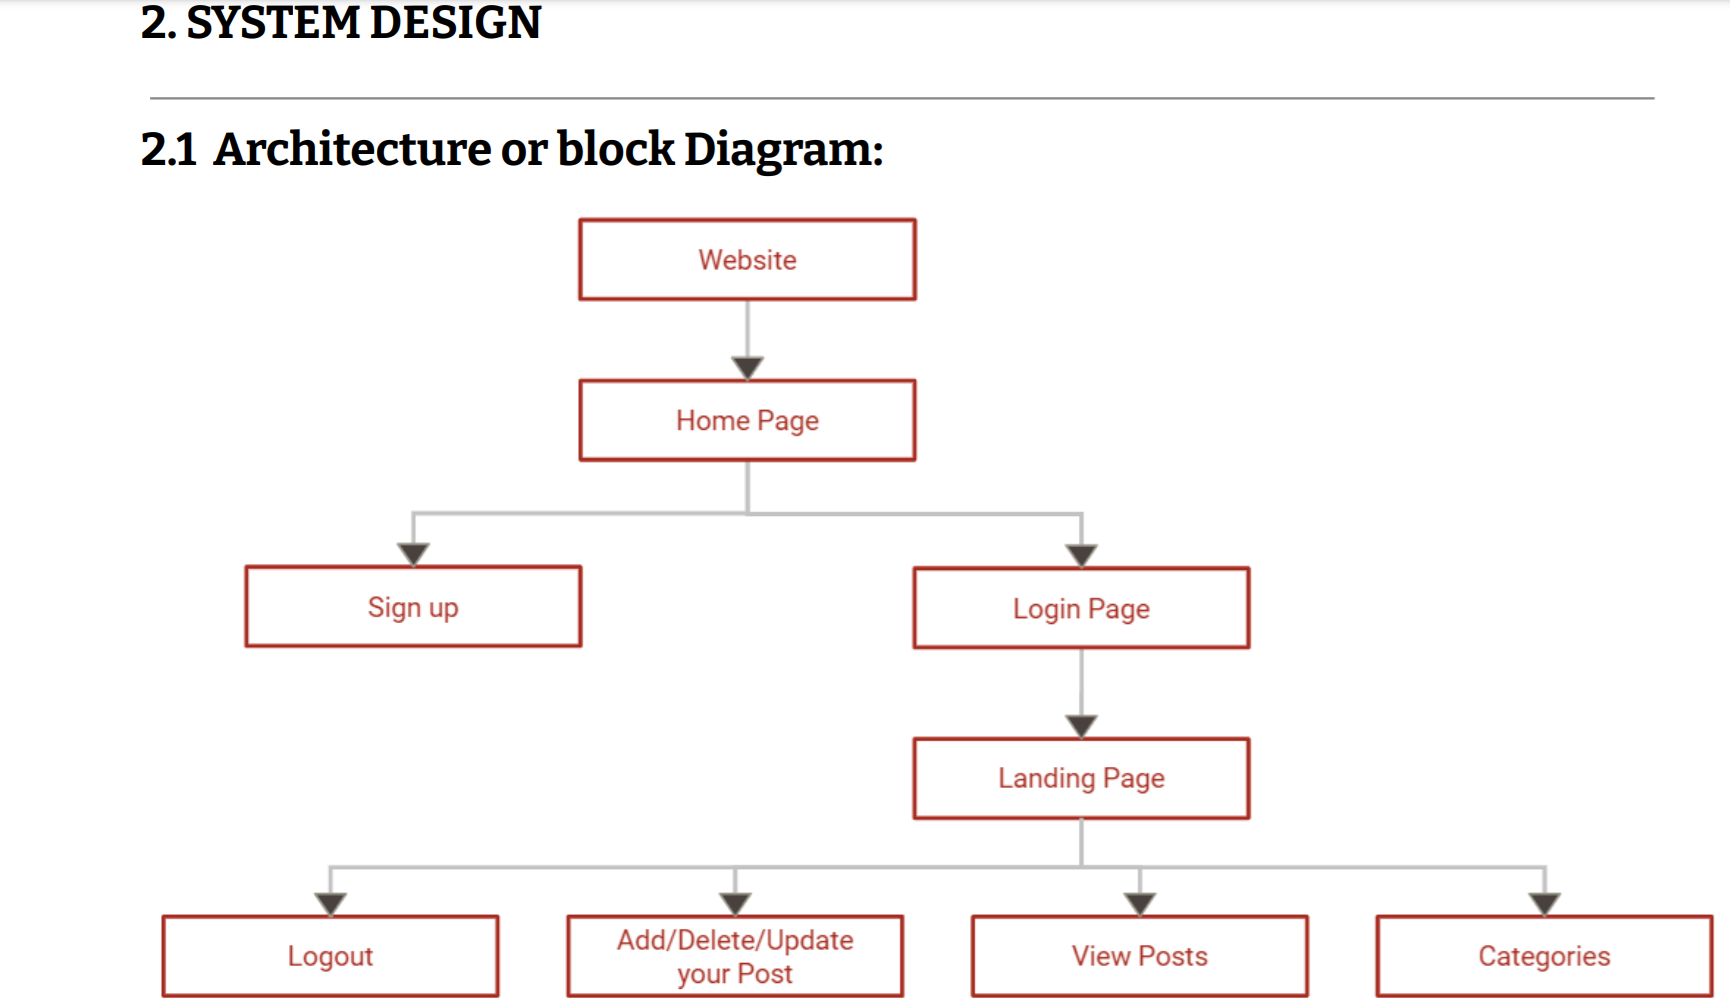 2. SYSTEM DESIGN
2.1 Architecture or block Diagram:
Website
Home Page
Sign up
Login Page
Landing Page
Logout
Add/Delete/Update
your Post
View Posts
Categories